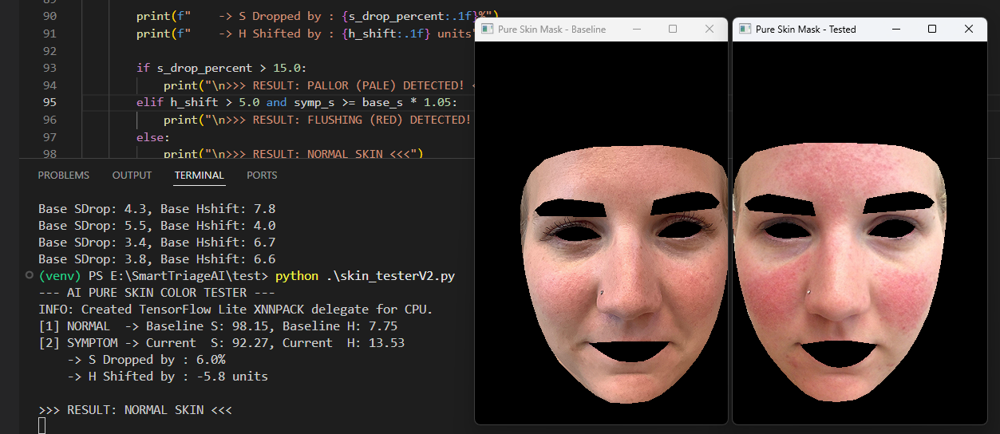 89
90 print(f"    -> S Dropped by : {s_drop_percent:.1f}%")
91 print(f"    -> H Shifted by : {h_shift:.1f} units"
92
93 if s_drop_percent > 15.0:
94 print("\n>>> RESULT: PALLOR (PALE) DETECTED! <
95 elif h_shift > 5.0 and symp_s >= base_s * 1.05:
96 print("\n>>> RESULT: FLUSHING (RED) DETECTED!
97 else:
98 print("\n>>> RESULT: NORMAL SKIN <<<")
Pure Skin Mask - Baseline
Pure Skin Mask - Tested
PROBLEMS OUTPUT TERMINAL PORTS
Base SDrop: 4.3, Base Hshift: 7.8
Base SDrop: 5.5, Base Hshift: 4.0
Base SDrop: 3.4, Base Hshift: 6.7
Base SDrop: 3.8, Base Hshift: 6.6
(venv) PS E:\SmartTriageAI\test> python .\skin_testerV2.py
--- AI PURE SKIN COLOR TESTER ---
INFO: Created TensorFlow Lite XNNPACK delegate for CPU.
[1] NORMAL  -> Baseline S: 98.15, Baseline H: 7.75
[2] SYMPTOM -> Current  S: 92.27, Current  H: 13.53
-> S Dropped by : 6.0%
-> H Shifted by : -5.8 units
>>> RESULT: NORMAL SKIN <<<